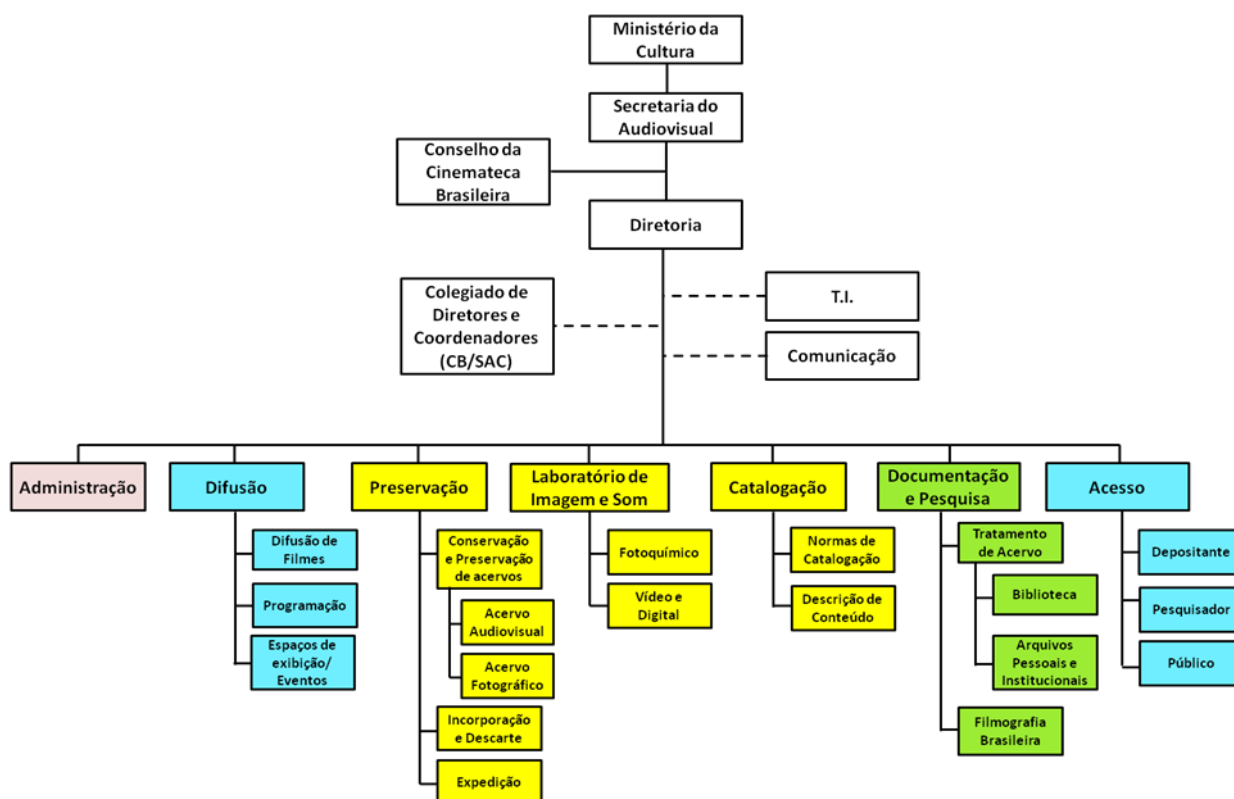 Ministério da
Cultura
Secretaria do
Audiovisual
Conselho da
Cinemateca
Brasileira
Diretoria
Colegiado de
Diretores e
Coordenadores
(CB/SAC)
T.I.
Comunicação
Administração
Difusão
Difusão de
Filmes
Programação
Espaços de
exibição/
Eventos
Preservação
Conservação
e Preservação
de acervos
Acervo
Audiovisual
Acervo
Fotográfico
Incorporação
e Descarte
Expedição
Laboratório de
Imagem e Som
Fotoquímico
Vídeo e
Digital
Catalogação
Normas de
Catalogação
Descrição de
Conteúdo
Documentação
e Pesquisa
Tratamento
de Acervo
Biblioteca
Arquivos
Pessoais e
Institucionais
Filmografia
Brasileira
Acesso
Depositante
Pesquisador
Público